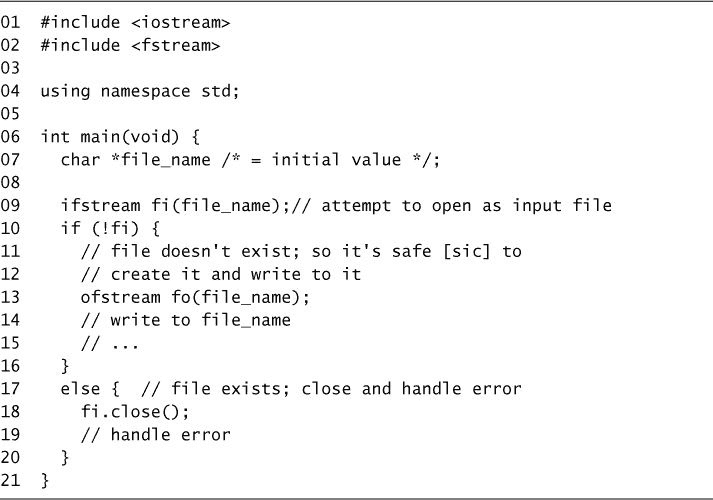 01 #include <iostream>
02 #include <fstream>
03
04 using namespace std;
05
06 int main(void) {
07   char *file_name /* = initial value */;
08
09   ifstream fi(file_name);// attempt to open as input file
10   if (!fi) {
11     // file doesn't exist; so it's safe [sic] to
12     // create it and write to it
13     ofstream fo(file_name);
14     // write to file_name
15     // ...
16   }
17   else {  // file exists; close and handle error
18     fi.close();
19     // handle error
20   }
21 }